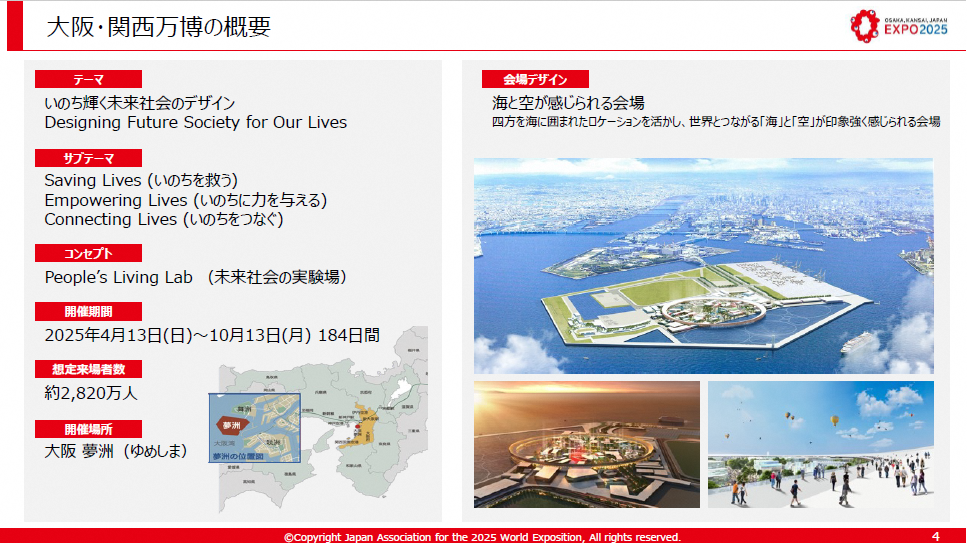 大阪・関西万博の概要
OSAKA, KANSAI, JAPAN
EXPO2025
テーマ
いのち輝く未来社会のデザイン
Designing Future Society for Our Lives
サブテーマ
Saving Lives (いのちを救う)
Empowering Lives (いのちに力を与える)
Connecting Lives (いのちをつなぐ)
コンセプト
People's Living Lab （未来社会の実験場）
開催期間
2025年4月13日(日)～10月13日(月) 184日間
想定来場者数
約2,820万人
開催場所
大阪 夢洲（ゆめしま）
舞洲
夢洲
大阪湾
咲洲
夢洲の位置図
会場デザイン
海と空が感じられる会場
四方を海に囲まれたロケーションを活かし、世界とつながる「海」と「空」が印象強く感じられる会場
©Copyright Japan Association for the 2025 World Exposition, All rights reserved.
4